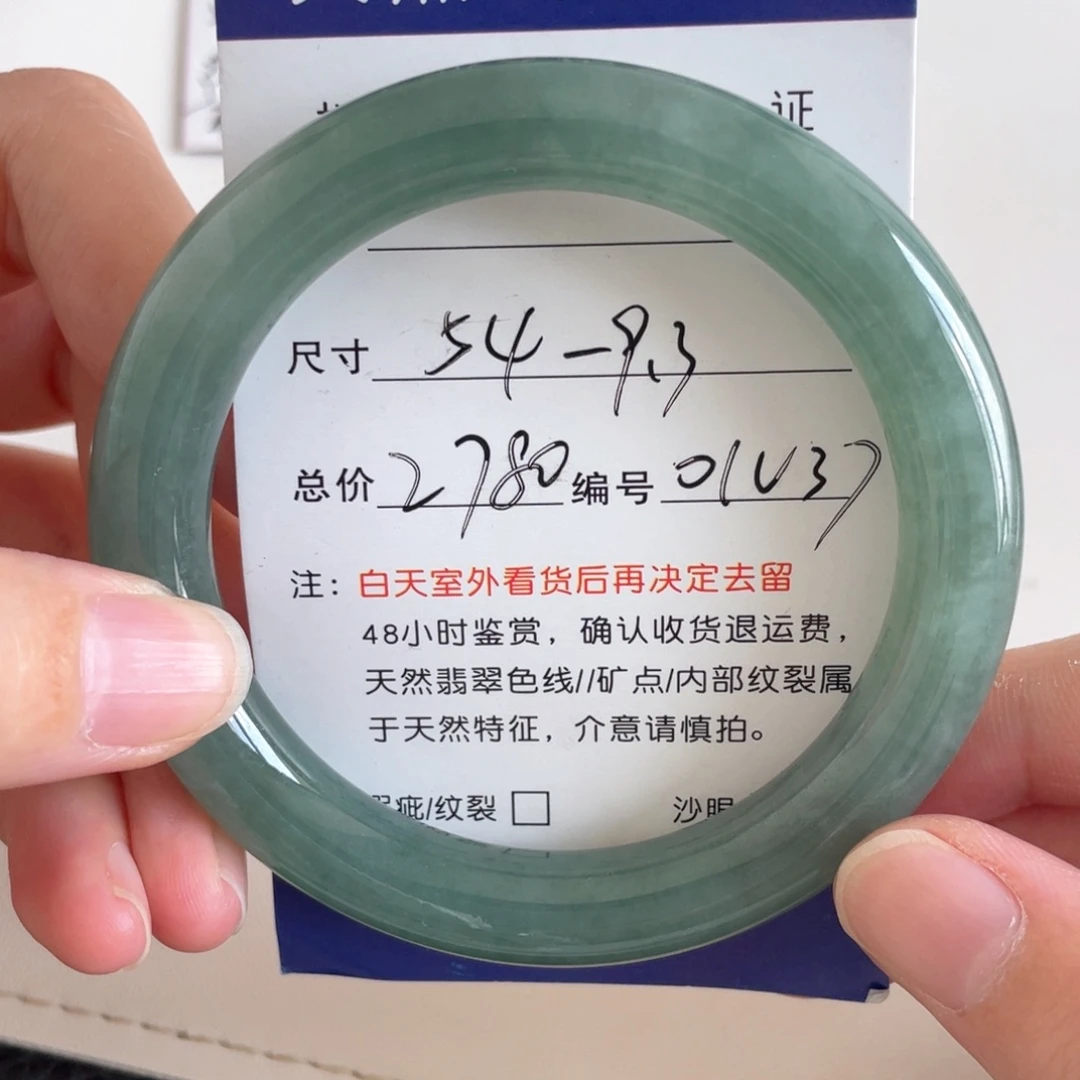 证
尺寸 54-9.3
总价 2780 编号 01V37
注：白天室外看货后再决定去留
48小时鉴赏，确认收货退运费，
天然翡翠色线//矿点/内部纹裂属
于天然特征，介意请慎拍。
疵/纹裂 □ 沙眼